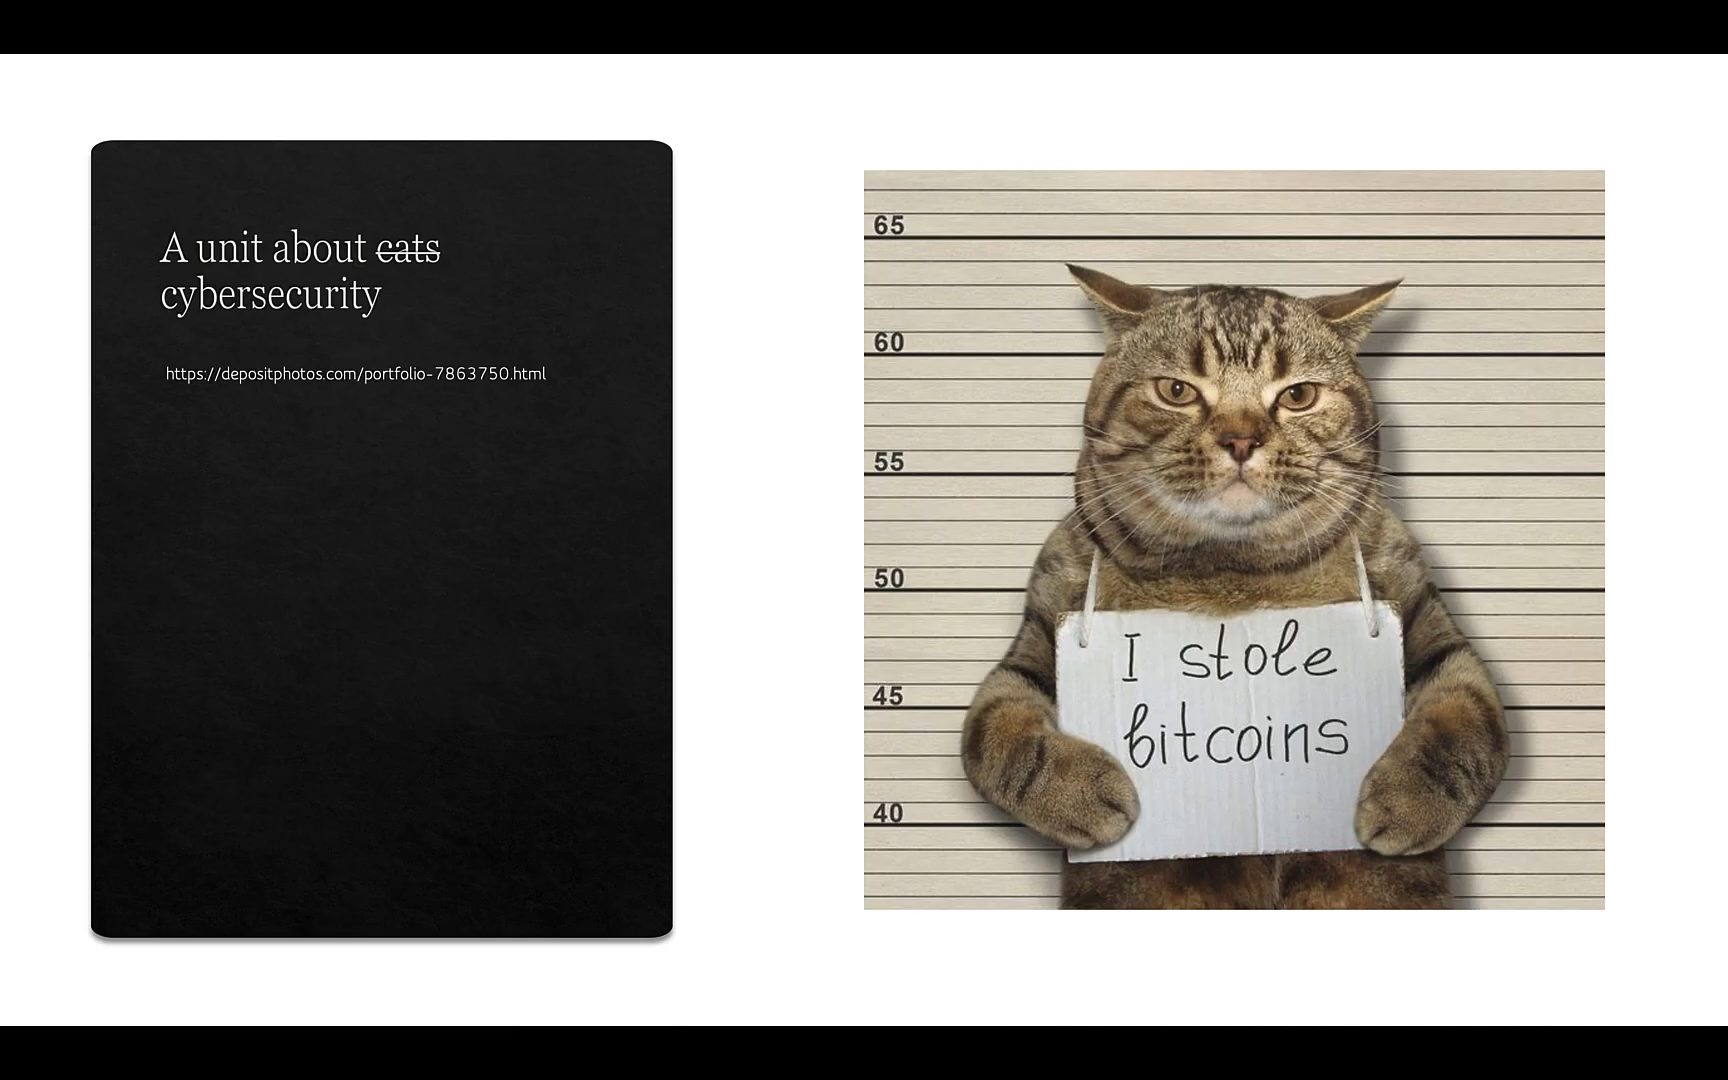 A unit about cats
cybersecurity
https://depositphotos.com/portfolio-7863750.html
65
60
55
50
45
40
I stole
bitcoins